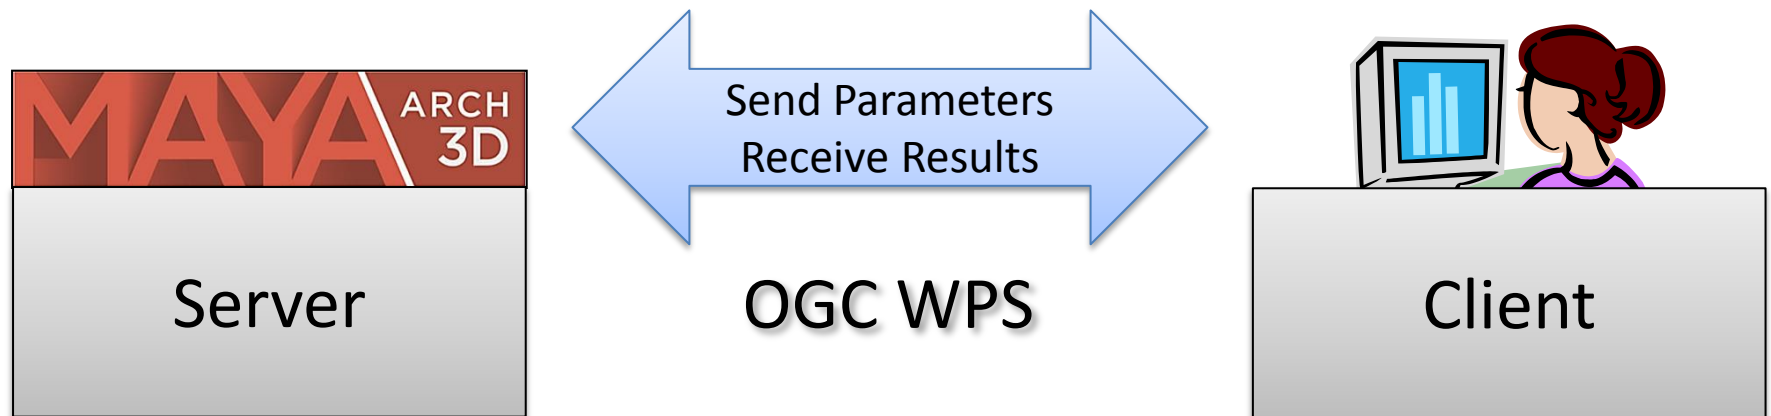 MAYA ARCH
3D
Send Parameters
Receive Results
Server
OGC WPS
Client